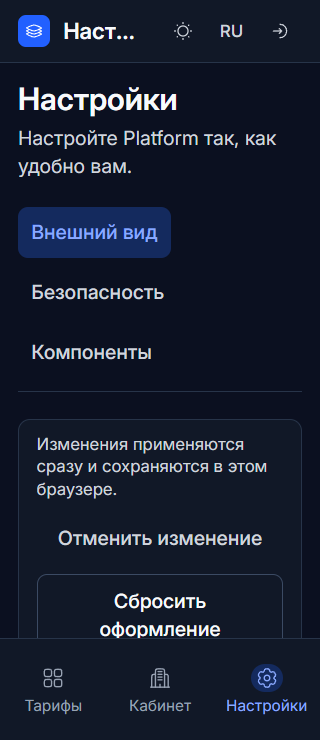 Наст...
RU
Настройки
Настройте Platform так, как
удобно вам.
Внешний вид
Безопасность
Компоненты
Изменения применяются
сразу и сохраняются в этом
браузере.
Отменить изменение
Сбросить
оформление
Тарифы
Кабинет
Настройки